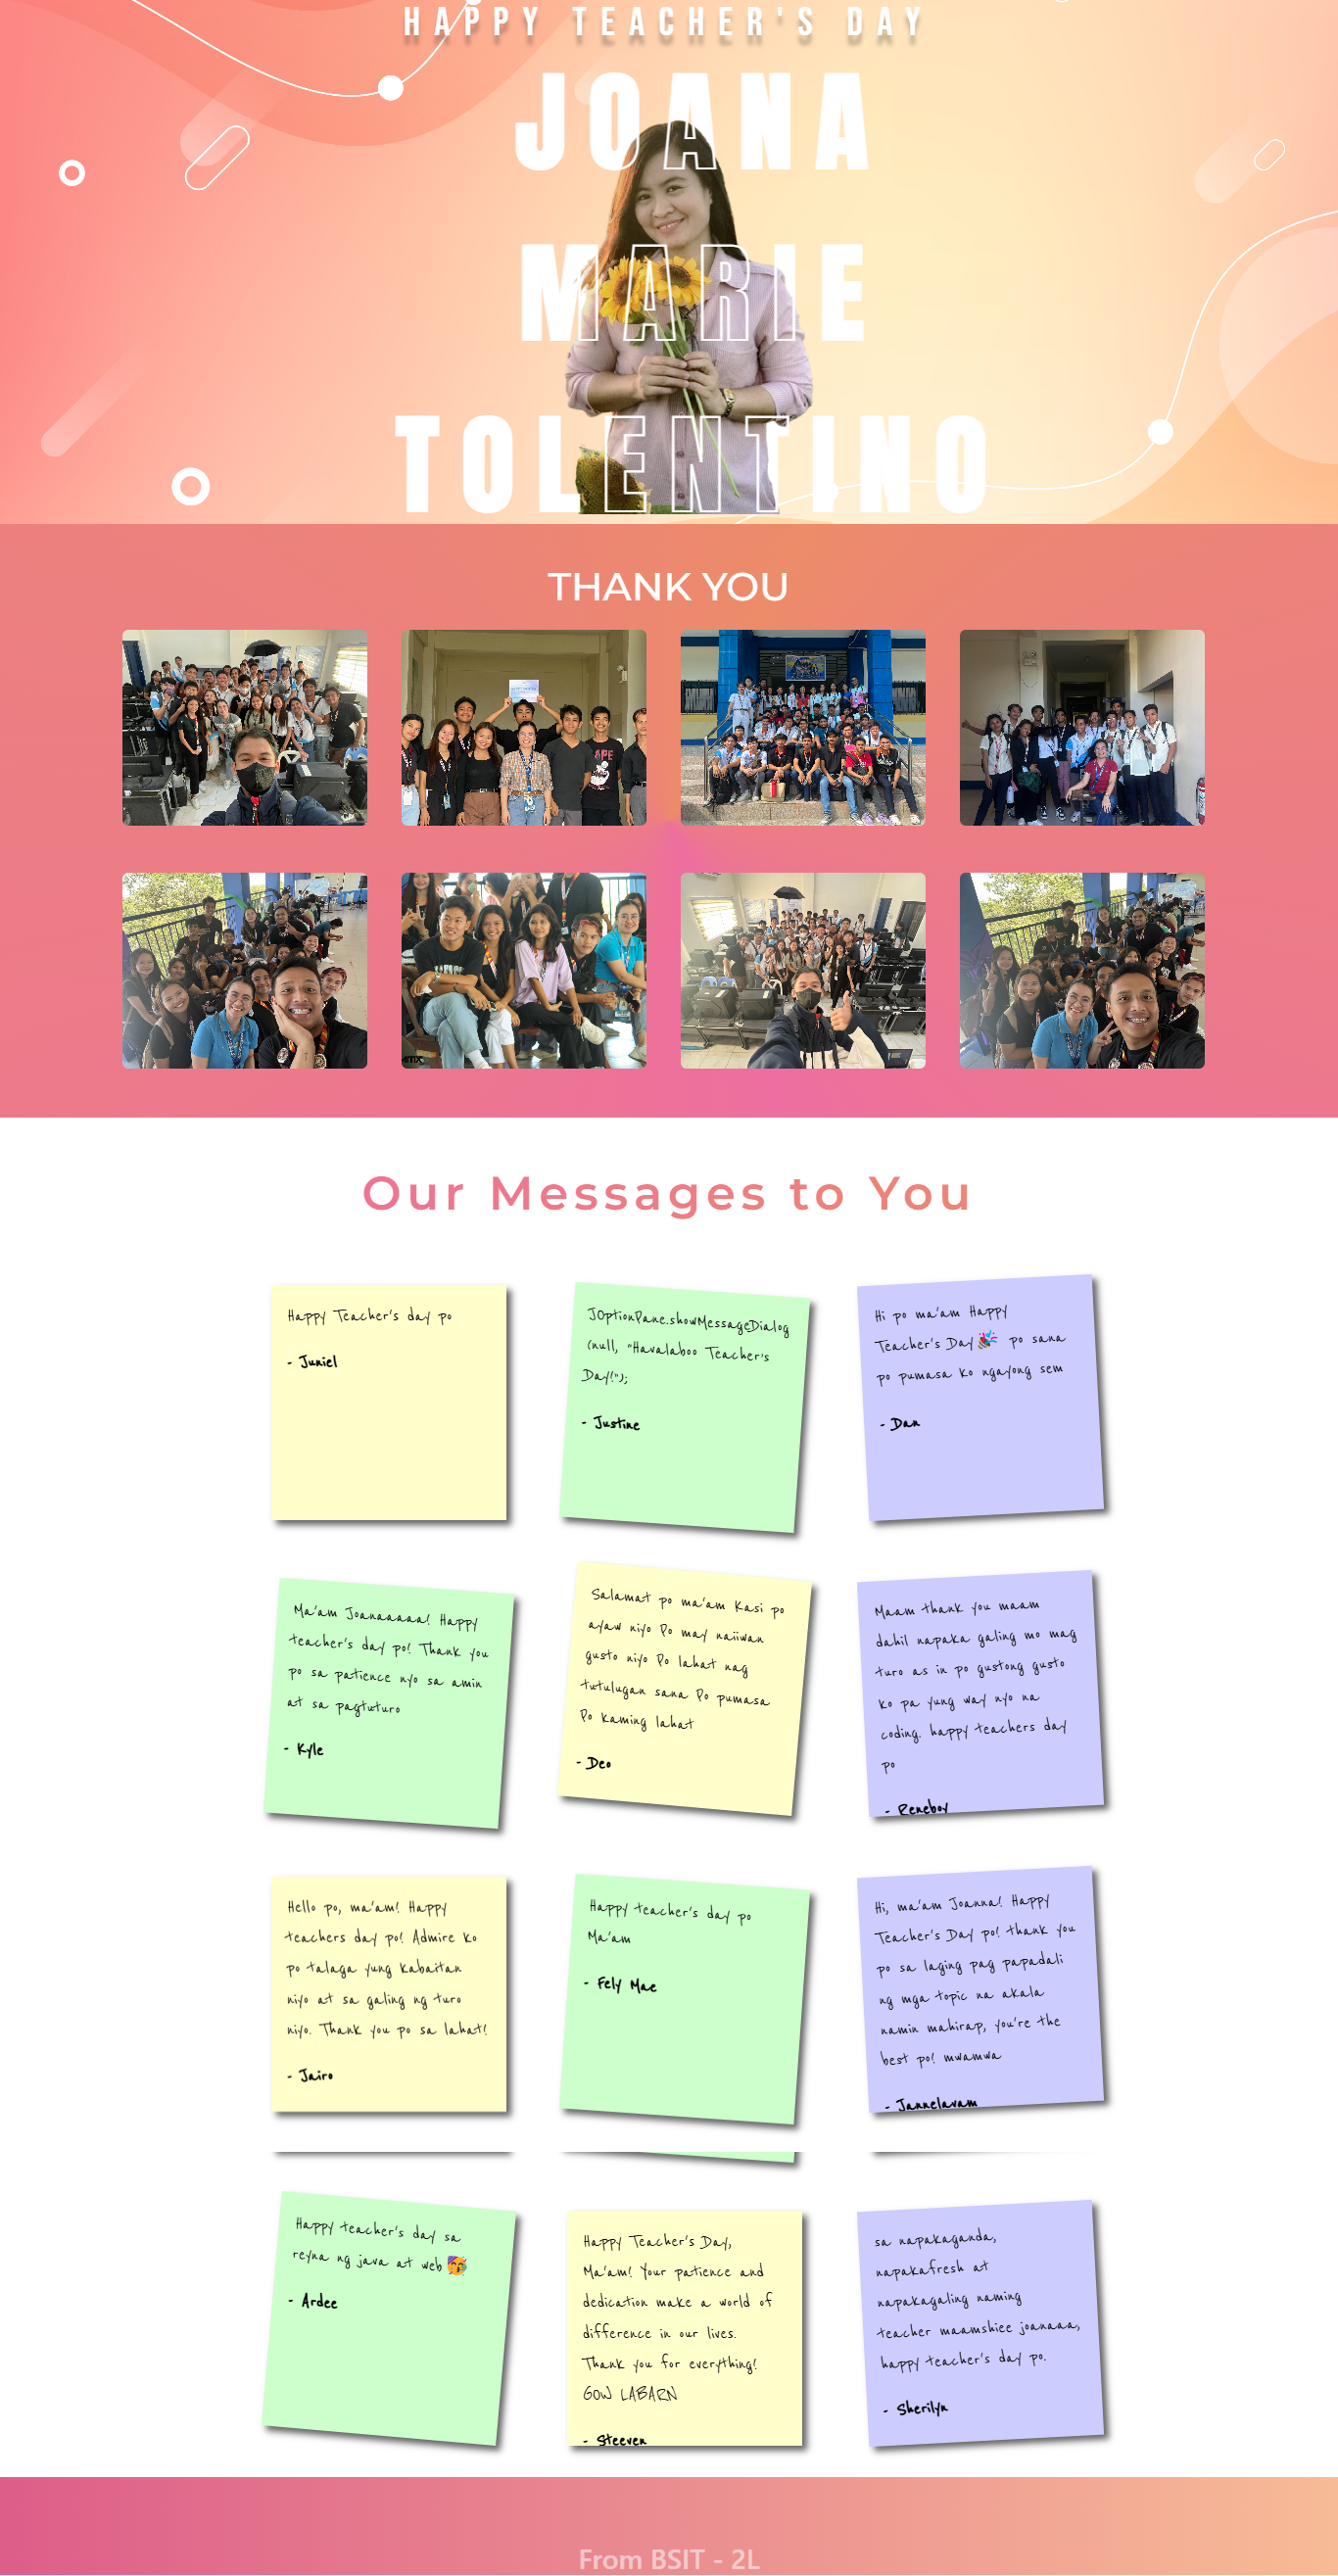 HAPPY TEACHER'S DAY
JOANA
MARIE
TOLENTINO
THANK YOU
Our Messages to You
Happy Teacher's day po
- Juniel
JOptionPane.showMessageDialog
(null, "Havalaboo Teacher's
Day!");
- Justine
Hi po ma'am Happy
Teacher's Day🎉 po sana
po pumasa ko ngayong sem
- Dan
Ma'am Joanaaaaa! Happy
teacher's day po! Thank you
po sa patience nyo sa amin
at sa pagtuturo
- Kyle
Salamat po ma'am Kasi po
ayaw niyo Po may naiiwan
gusto niyo Po lahat nag
tutulugan sana Po pumasa
Po kaming lahat
- Deo
Maam thank you maam
dahil napaka galing mo mag
turo as in po gustong gusto
ko pa yung way nyo na
coding. happy teachers day
po
- Reneboy
Hello po, ma'am! Happy
teachers day po! Admire ko
po talaga yung kabaitan
niyo at sa galing ng turo
niyo. Thank you po sa lahat!
- Jairo
Happy teacher's day po
Ma'am
- Fely Mae
Hi, ma'am Joanna! Happy
Teacher's Day po! thank you
po sa laging pag papadali
ng mga topic na akala
namin mahirap, you're the
best po! mwamwa
- Jannelavam
Happy teacher's day sa
reyna ng java at web🥳
- Ardee
Happy Teacher's Day,
Ma'am! Your patience and
dedication make a world of
difference in our lives.
Thank you for everything!
GOW LABARN
- Steeven
sa napakaganda,
napakafresh at
napakagaling naming
teacher maamshiee joanaaa,
happy teacher's day po.
- Sherilyn
From BSIT - 2L